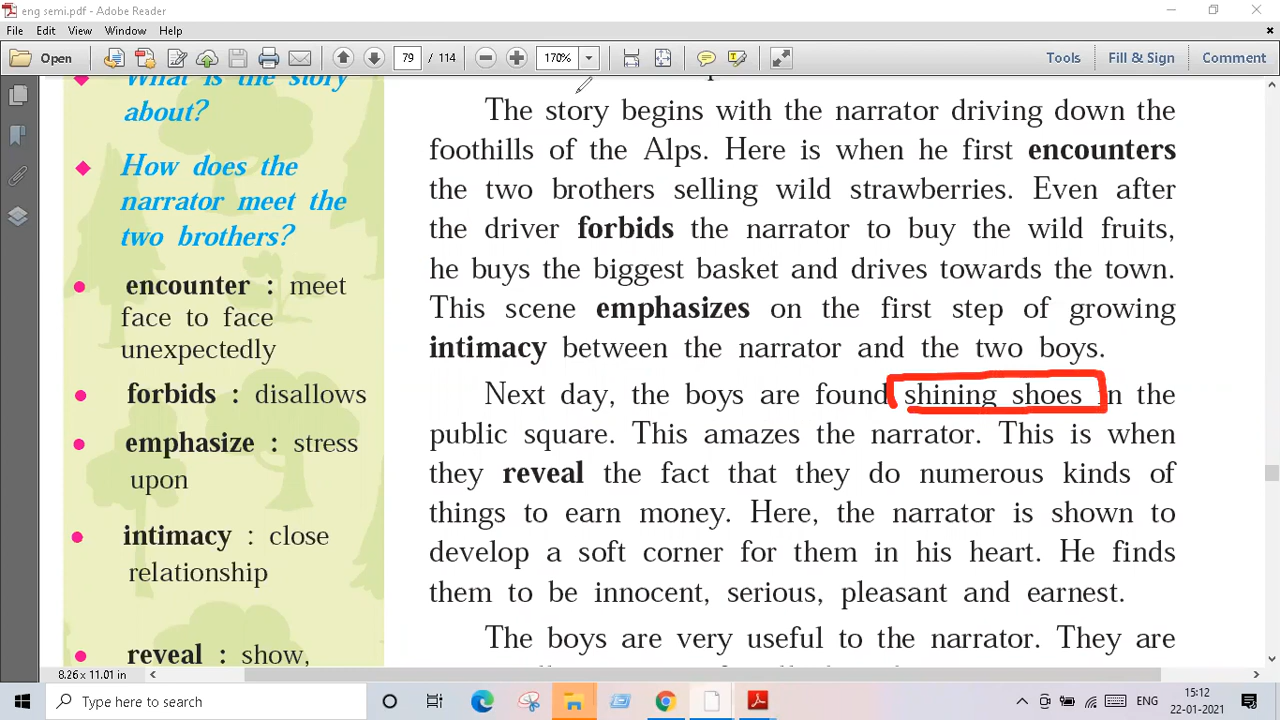 eng semi.pdf - Adobe Reader
File Edit View Window Help
Open 79 / 114 170% Tools Fill & Sign Comment
What is the story
about?
How does the
narrator meet the
two brothers?
encounter : meet
face to face
unexpectedly
forbids : disallows
emphasize : stress
upon
intimacy : close
relationship
reveal : show,
The story begins with the narrator driving down the
foothills of the Alps. Here is when he first encounters
the two brothers selling wild strawberries. Even after
the driver forbids the narrator to buy the wild fruits,
he buys the biggest basket and drives towards the town.
This scene emphasizes on the first step of growing
intimacy between the narrator and the two boys.
Next day, the boys are found shining shoes in the
public square. This amazes the narrator. This is when
they reveal the fact that they do numerous kinds of
things to earn money. Here, the narrator is shown to
develop a soft corner for them in his heart. He finds
them to be innocent, serious, pleasant and earnest.
The boys are very useful to the narrator. They are
8.26 x 11.01 in
Type here to search
ENG 15:12
22-01-2021